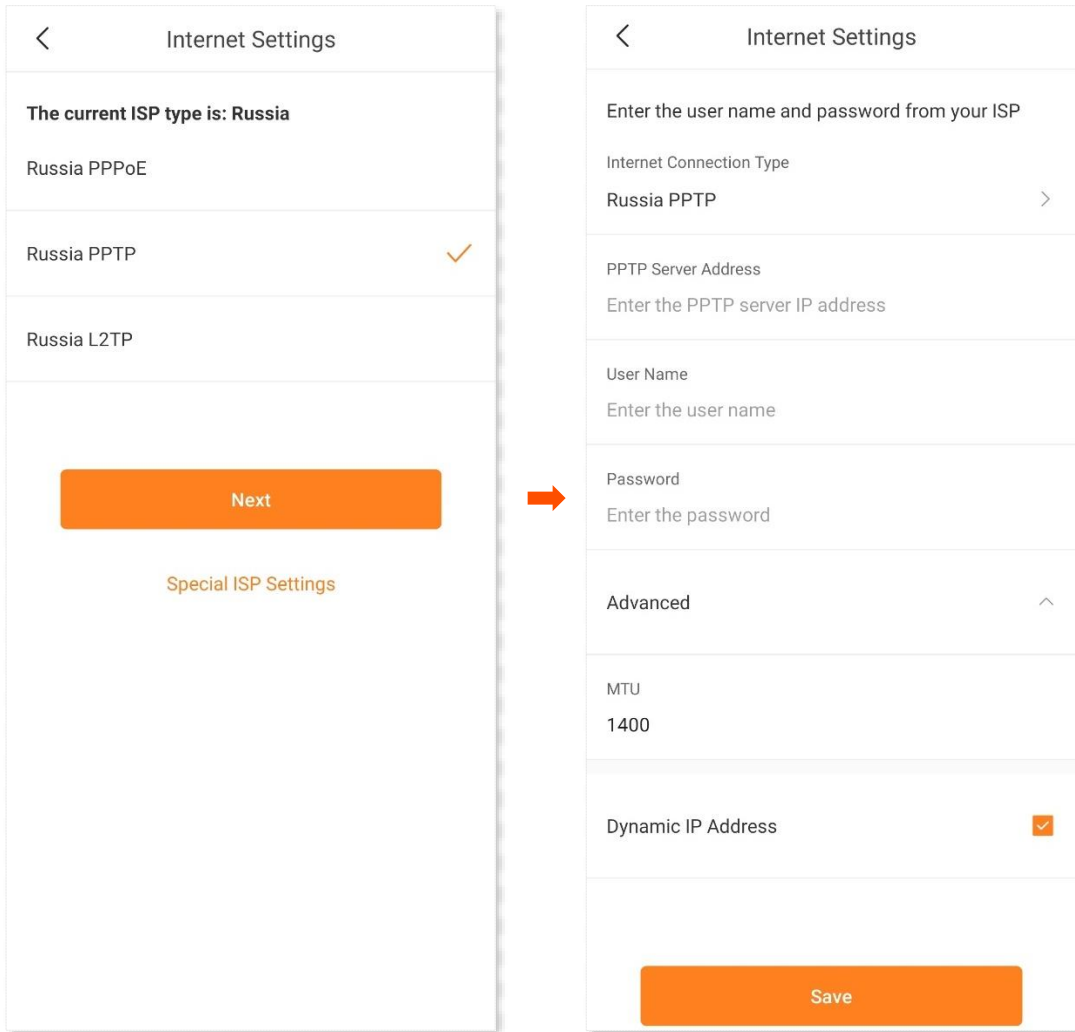 Internet Settings
The current ISP type is: Russia
Russia PPPoE
Russia PPTP
Russia L2TP
Next
Special ISP Settings
Internet Settings
Enter the user name and password from your ISP
Internet Connection Type
Russia PPTP
PPTP Server Address
Enter the PPTP server IP address
User Name
Enter the user name
Password
Enter the password
Advanced
MTU
1400
Dynamic IP Address
Save